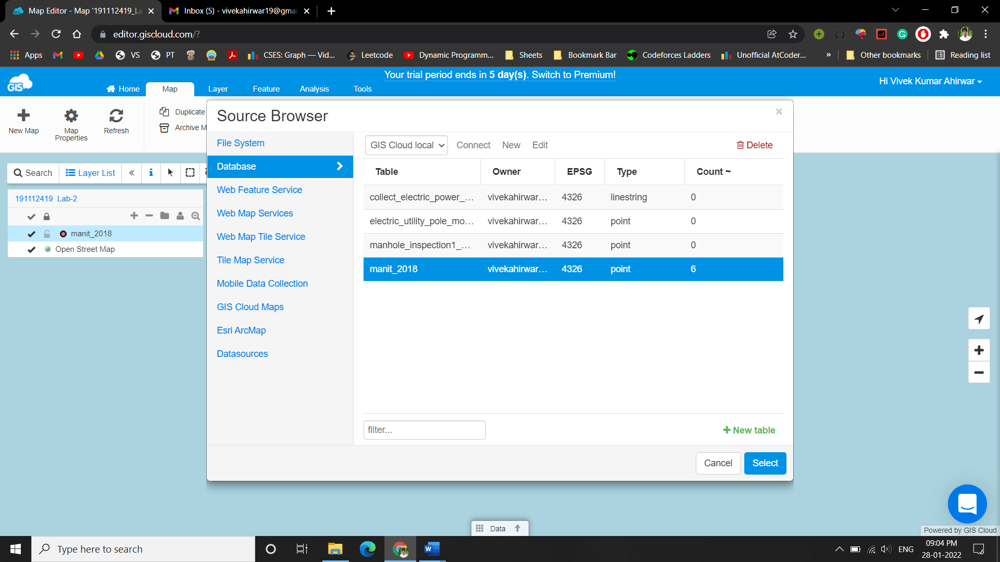 Map Editor - Map '191112419_La
Inbox (5) - vivekahirwar19@gmai
editor.giscloud.com/?
Apps
VS
PT
CSES: Graph — Vid...
Leetcode
Dynamic Programm...
Sheets
Bookmark Bar
Codeforces Ladders
Unofficial AtCoder...
»
Other bookmarks
Reading list
Your trial period ends in 5 day(s). Switch to Premium!
GIS
Home
Map
Layer
Feature
Analysis
Tools
Hi Vivek Kumar Ahirwar
New Map
Map
Properties
Refresh
Duplicate
Archive M
Search
Layer List
«
191112419 Lab-2
manit_2018
Open Street Map
Source Browser
File System
Database
Web Feature Service
Web Map Services
Web Map Tile Service
Tile Map Service
Mobile Data Collection
GIS Cloud Maps
Esri ArcMap
Datasources
GIS Cloud local
Connect
New
Edit
Delete
Table Owner EPSG Type Count ~
collect_electric_power_... vivekahirwar... 4326 linestring 0
electric_utility_pole_mo... vivekahirwar... 4326 point 0
manhole_inspection1_... vivekahirwar... 4326 point 0
manit_2018 vivekahirwar... 4326 point 6
filter...
New table
Cancel
Select
Data
Powered by GIS Cloud
Type here to search
ENG
09:04 PM
28-01-2022